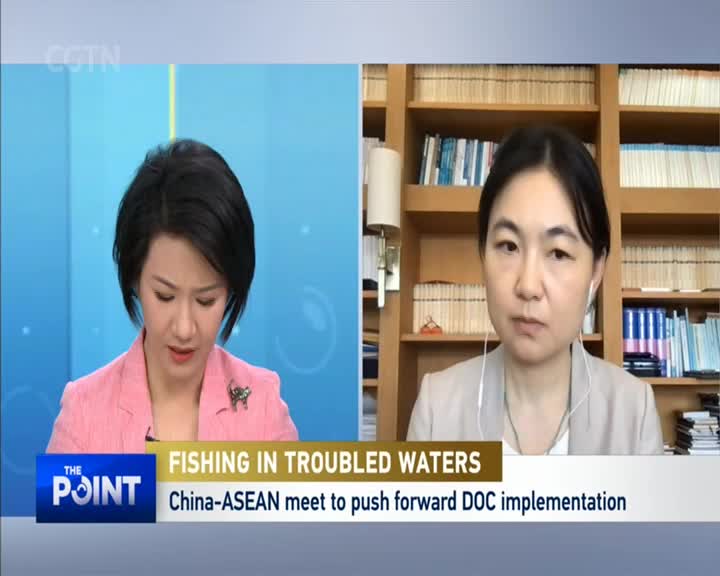 CGTN
FISHING IN TROUBLED WATERS
THE
POINT
China-ASEAN meet to push forward DOC implementation